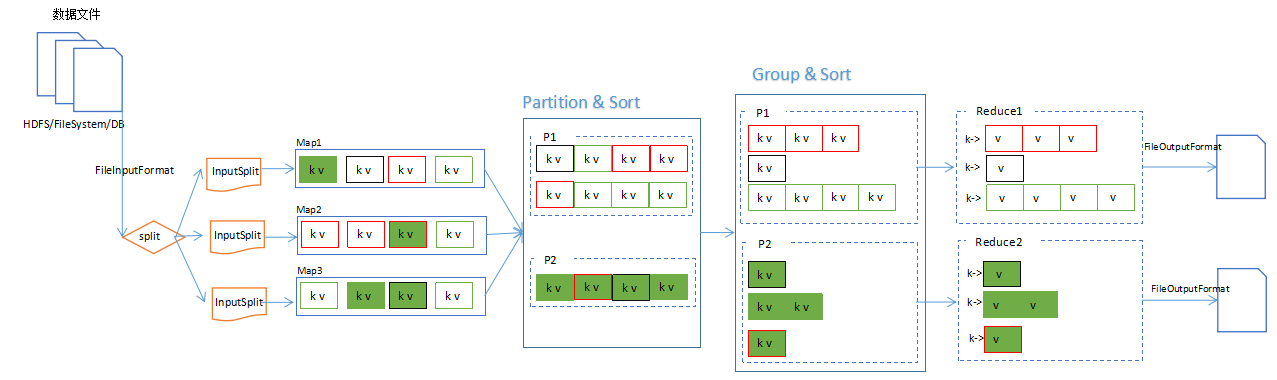 数据文件
HDFS/FileSystem/DB
FileInputFormat
split
InputSplit
InputSplit
InputSplit
Map1
k v k v k v k v
Map2
k v k v k v k v
Map3
k v k v k v k v
Partition & Sort
P1
k v k v k v k v
k v k v k v k v
P2
k v k v k v k v
Group & Sort
P1
k v k v k v
k v
k v k v k v k v
P2
k v
k v k v
k v
Reduce1
k-> v v v
k-> v
k-> v v v v
Reduce2
k-> v
k-> v v
k-> v
FileOutputFormat
FileOutputFormat